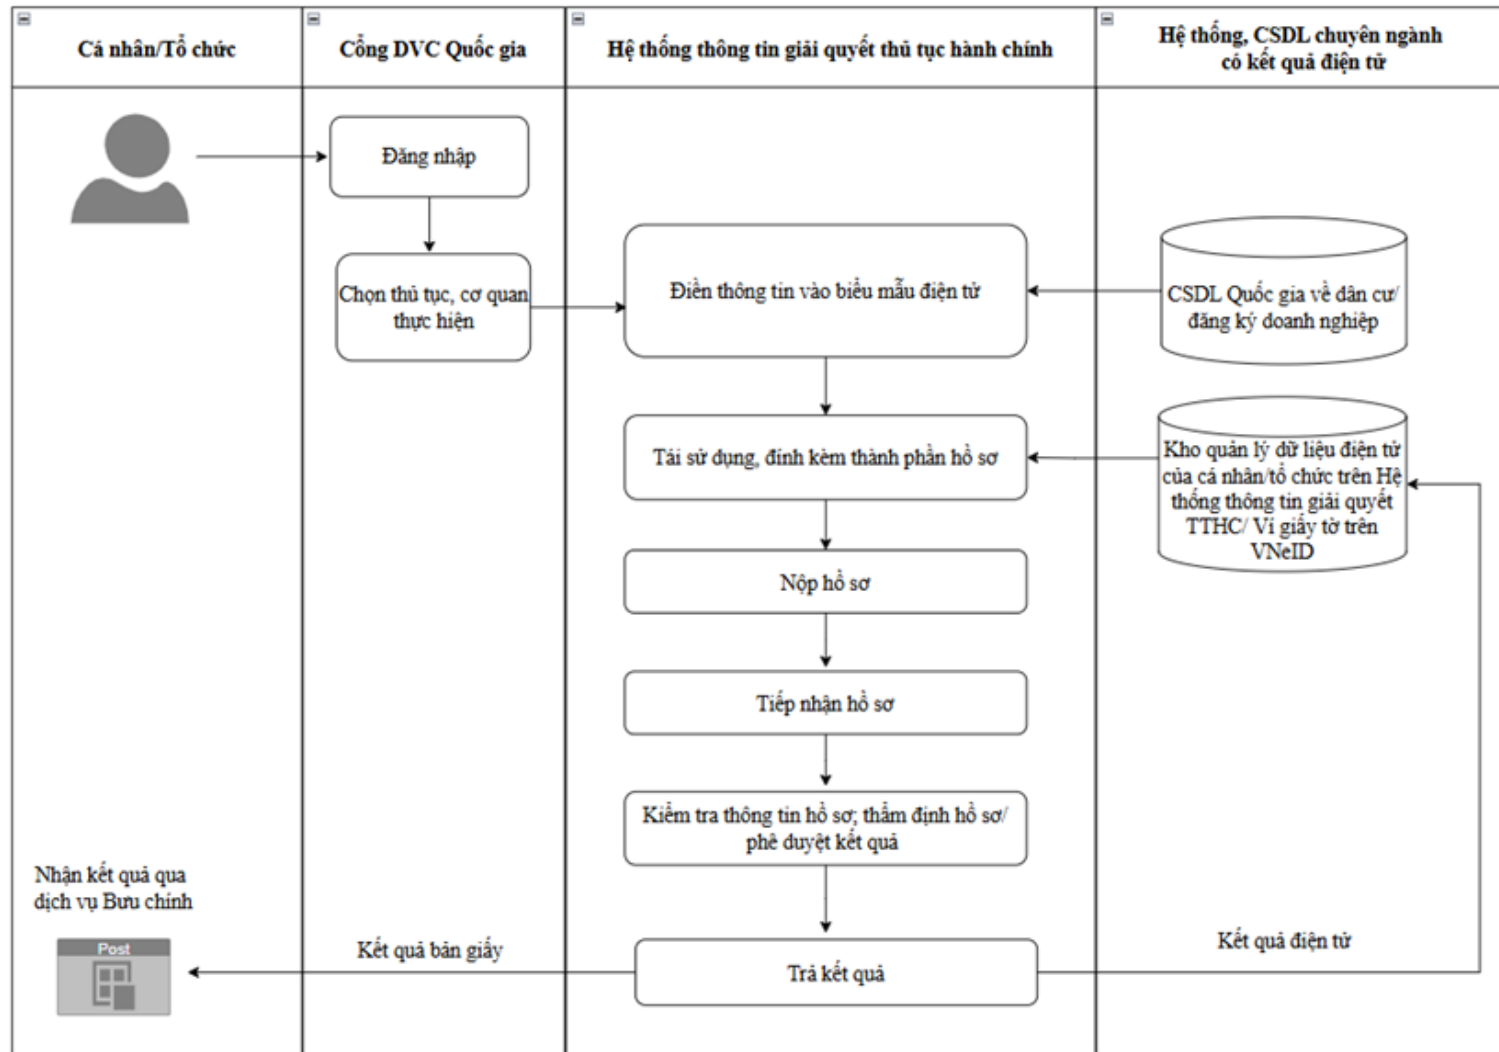 Cá nhân/Tổ chức
Cổng DVC Quốc gia
Hệ thống thông tin giải quyết thủ tục hành chính
Hệ thống, CSDL chuyên ngành
có kết quả điện tử
Đăng nhập
Chọn thủ tục, cơ quan
thực hiện
Điền thông tin vào biểu mẫu điện tử
CSDL Quốc gia về dân cư/
đăng ký doanh nghiệp
Tái sử dụng, đính kèm thành phần hồ sơ
Kho quản lý dữ liệu điện tử
của cá nhân/tổ chức trên Hệ
thống thông tin giải quyết
TTHC/ Ví giấy tờ trên
VNeID
Nộp hồ sơ
Tiếp nhận hồ sơ
Kiểm tra thông tin hồ sơ; thẩm định hồ sơ/
phê duyệt kết quả
Nhận kết quả qua
dịch vụ Bưu chính
Post
Kết quả bản giấy
Trả kết quả
Kết quả điện tử